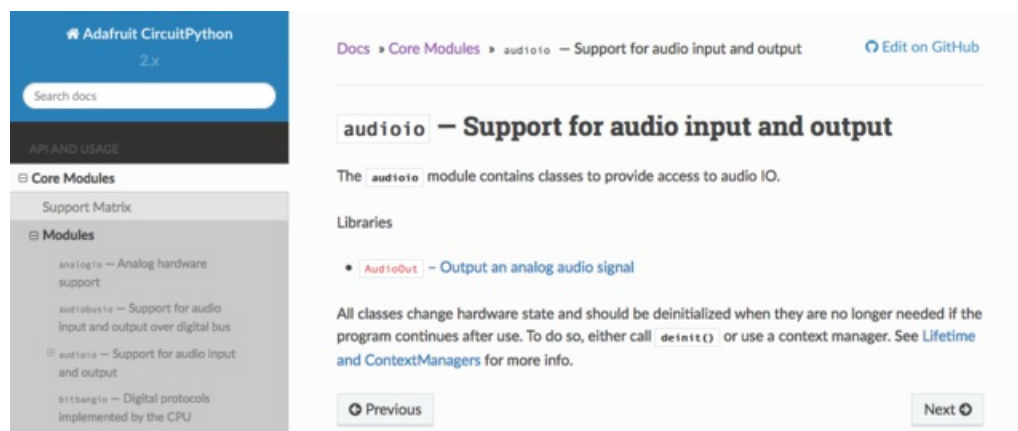 Adafruit CircuitPython
2.x
Search docs
API AND USAGE
Core Modules
Support Matrix
Modules
analogio — Analog hardware
support
audiobusio — Support for audio
input and output over digital bus
audioio — Support for audio input
and output
bitbangio — Digital protocols
implemented by the CPU
Docs » Core Modules » audioio — Support for audio input and output
Edit on GitHub
audioio — Support for audio input and output
The audioio module contains classes to provide access to audio IO.
Libraries
• AudioOut – Output an analog audio signal
All classes change hardware state and should be deinitialized when they are no longer needed if the
program continues after use. To do so, either call deinit() or use a context manager. See Lifetime
and ContextManagers for more info.
Previous
Next